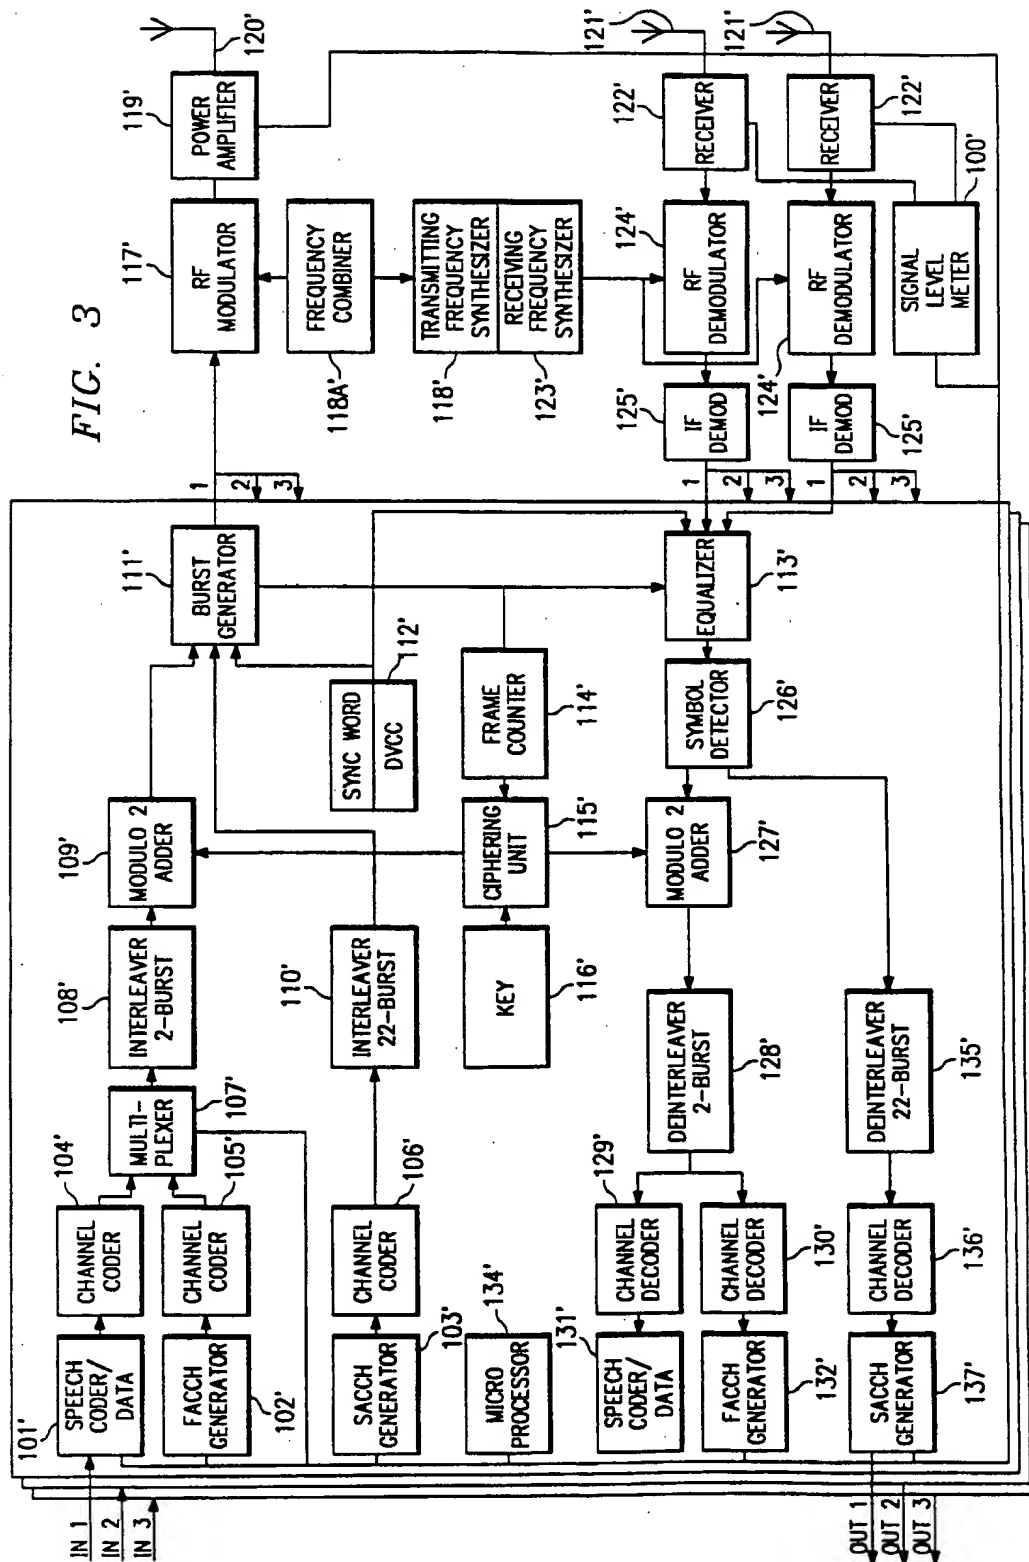 FIG. 3
IN 1
IN 2
IN 3
101'
SPEECH
CODER/
DATA
104'
CHANNEL
CODER
FACCH
GENERATOR
102'
CHANNEL
CODER
105'
MULTI-
PLEXER
107'
108'
INTERLEAVER
2-BURST
109'
MODULO 2
ADDER
111'
BURST
GENERATOR
1
2
3
117'
RF
MODULATOR
119'
POWER
AMPLIFIER
120'
SACCH
GENERATOR
103'
CHANNEL
CODER
106'
110'
INTERLEAVER
22-BURST
SYNC WORD
DVCC
112'
FREQUENCY
COMBINER
118A'
TRANSMITTING
FREQUENCY
SYNTHESIZER
118'
RECEIVING
FREQUENCY
SYNTHESIZER
123'
MICRO
PROCESSOR
134'
KEY
116'
CIPHERING
UNIT
115'
FRAME
COUNTER
114'
131'
SPEECH
CODER/
DATA
CHANNEL
DECODER
129'
FACCH
GENERATOR
132'
CHANNEL
DECODER
130'
DEINTERLEAVER
2-BURST
128'
MODULO 2
ADDER
127'
SYMBOL
DETECTOR
126'
EQUALIZER
113'
1
2
3
125'
IF
DEMOD
124'
RF
DEMODULATOR
122'
RECEIVER
121'
1
2
3
IF
DEMOD
125'
124'
RF
DEMODULATOR
RECEIVER
122'
121'
SIGNAL
LEVEL
METER
100'
SACCH
GENERATOR
137'
CHANNEL
DECODER
136'
DEINTERLEAVER
22-BURST
135'
OUT 1
OUT 2
OUT 3